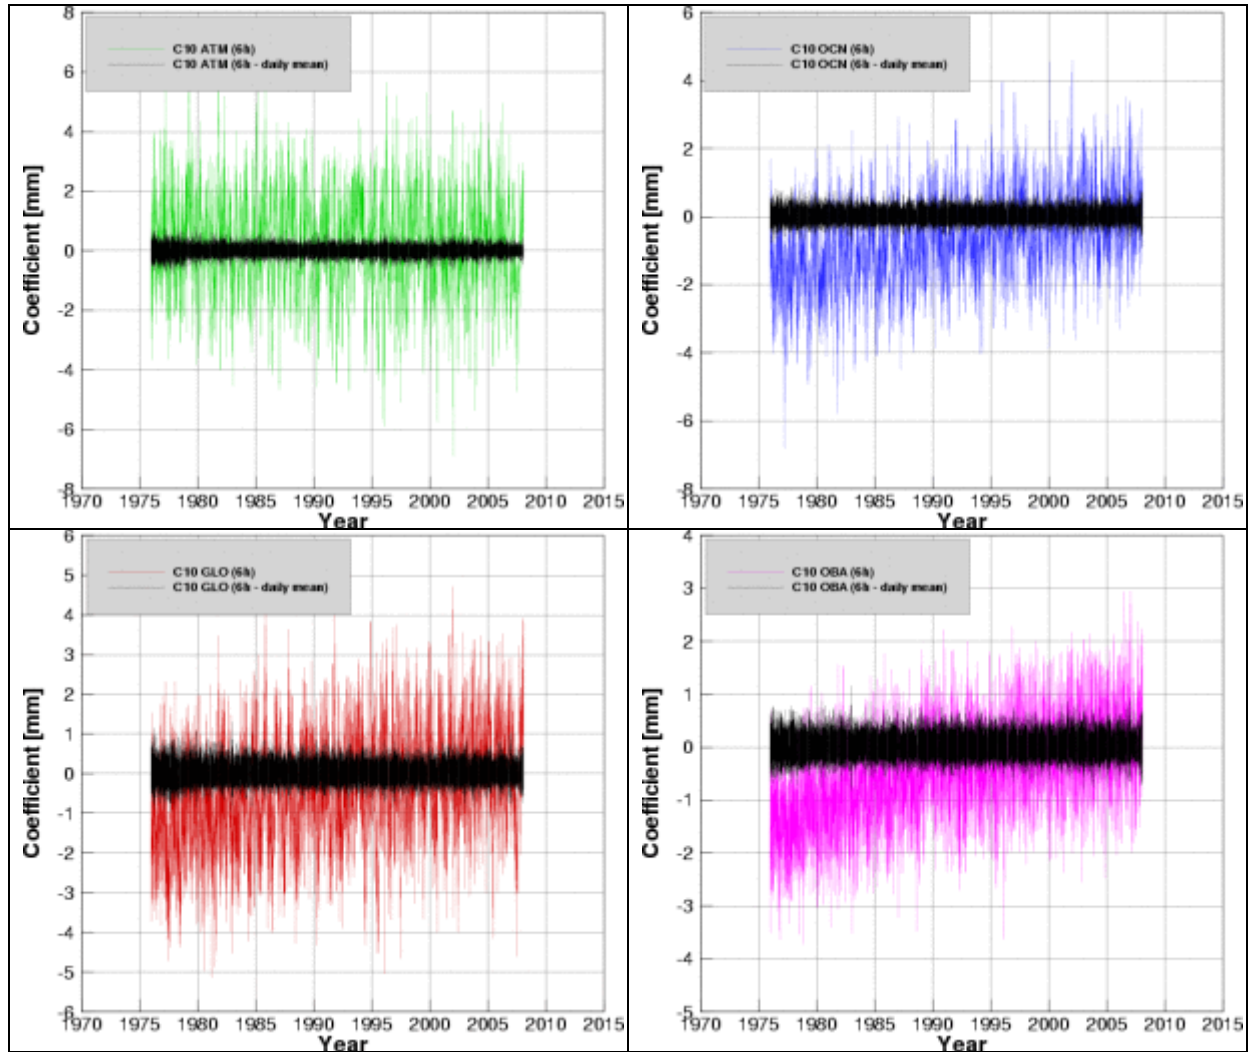 8
6
4
2
0
-2
-4
-6
-8
C10 ATM (6h)
C10 ATM (6h - daily mean)
Coefficient [mm]
1970 1975 1980 1985 1990 1995 2000 2005 2010 2015
Year
6
4
2
0
-2
-4
-6
-8
C10 OCN (6h)
C10 OCN (6h - daily mean)
Coefficient [mm]
1970 1975 1980 1985 1990 1995 2000 2005 2010 2015
Year
6
5
4
3
2
1
0
-1
-2
-3
-4
-5
-6
C10 GLO (6h)
C10 GLO (6h - daily mean)
Coefficient [mm]
1970 1975 1980 1985 1990 1995 2000 2005 2010 2015
Year
4
3
2
1
0
-1
-2
-3
-4
-5
C10 OBA (6h)
C10 OBA (6h - daily mean)
Coefficient [mm]
1970 1975 1980 1985 1990 1995 2000 2005 2010 2015
Year